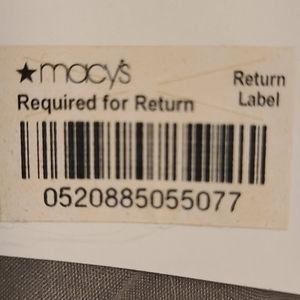 ★macy's
Return
Label
Required for Return
0520885055077